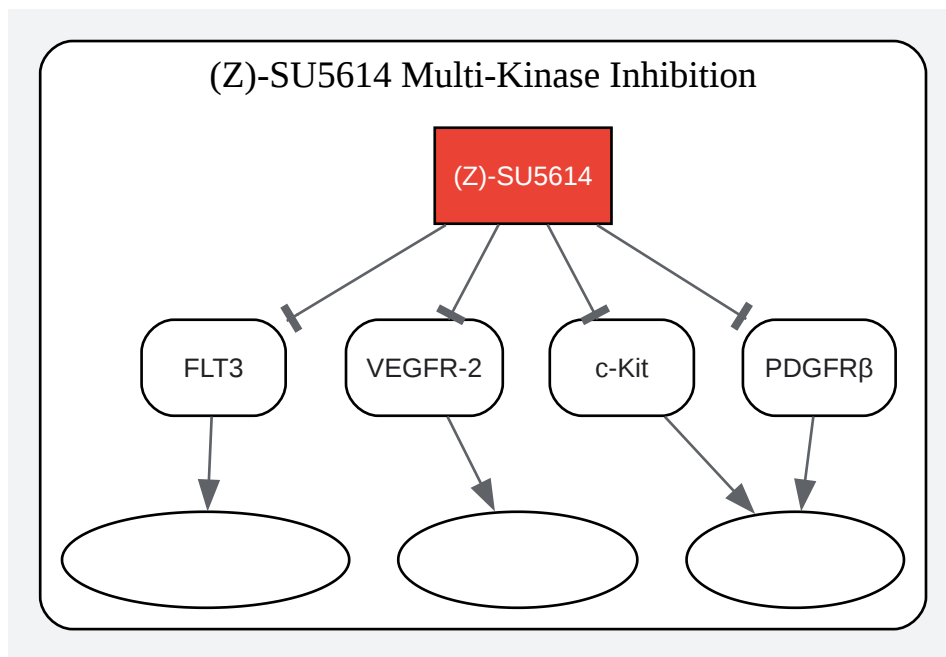 (Z)-SU5614 Multi-Kinase Inhibition
(Z)-SU5614
FLT3
VEGFR-2
c-Kit
PDGFRβ